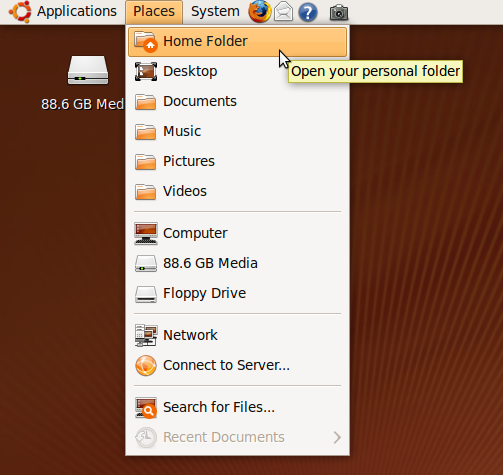 Applications Places System
Home Folder
Open your personal folder
Desktop
88.6 GB Med
Documents
Music
Pictures
Videos
Computer
88.6 GB Media
Floppy Drive
Network
Connect to Server...
Search for Files...
Recent Documents